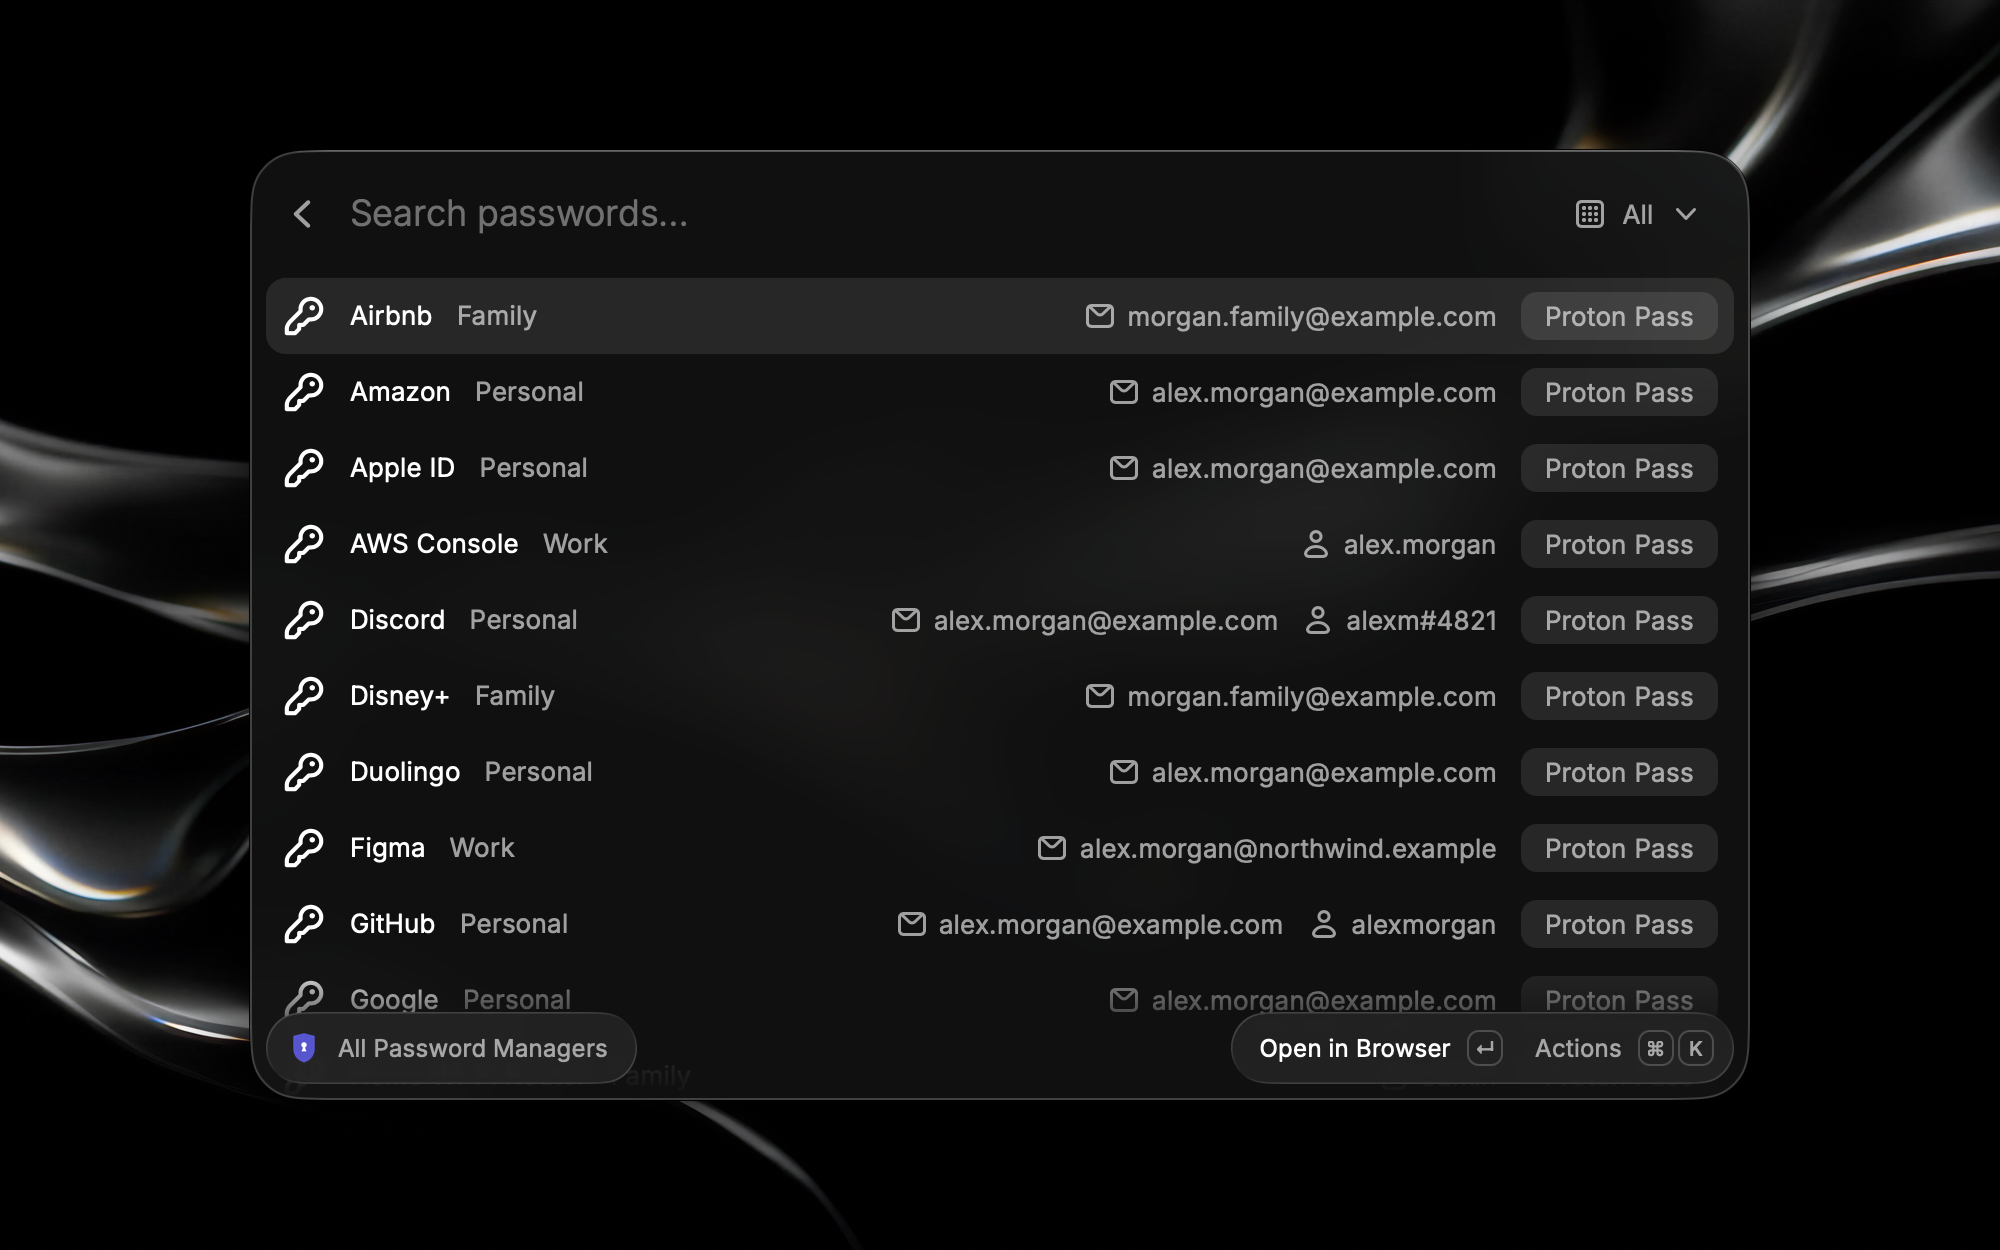 Search passwords... All
Airbnb Family morgan.family@example.com Proton Pass
Amazon Personal alex.morgan@example.com Proton Pass
Apple ID Personal alex.morgan@example.com Proton Pass
AWS Console Work alex.morgan Proton Pass
Discord Personal alex.morgan@example.com alexm#4821 Proton Pass
Disney+ Family morgan.family@example.com Proton Pass
Duolingo Personal alex.morgan@example.com Proton Pass
Figma Work alex.morgan@northwind.example Proton Pass
GitHub Personal alex.morgan@example.com alexmorgan Proton Pass
Google Personal alex.morgan@example.com Proton Pass
All Password Managers Open in Browser ↵ Actions ⌘ K